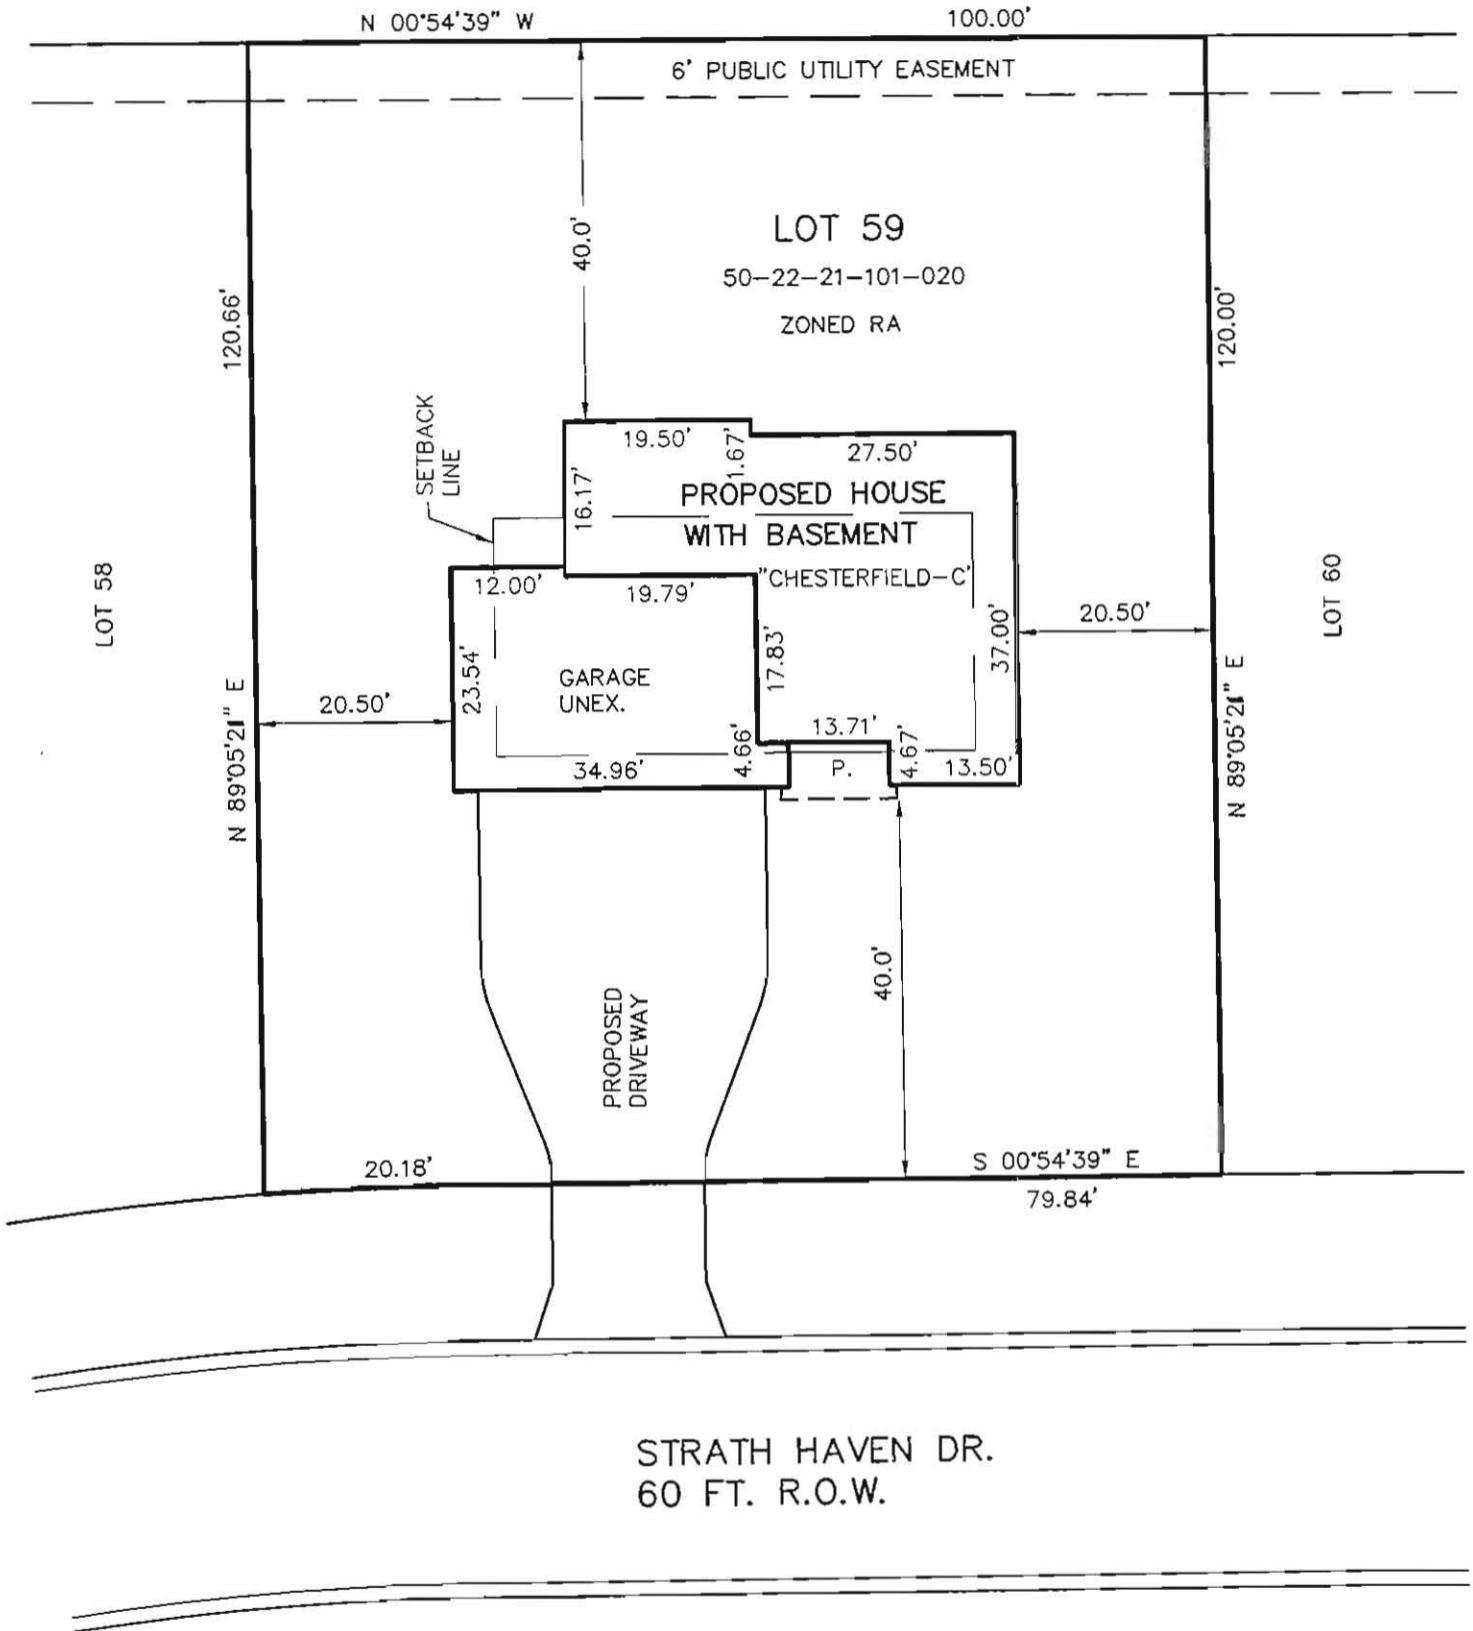 N 00°54'39" W
100.00'
6' PUBLIC UTILITY EASEMENT
LOT 59
50-22-21-101-020
ZONED RA
40.0'
120.66'
120.00'
SETBACK
LINE
19.50'
1.67'
27.50'
16.17'
PROPOSED HOUSE
WITH BASEMENT
"CHESTERFIELD-C'
12.00'
19.79'
LOT 58
LOT 60
20.50'
37.00'
17.83'
23.54'
GARAGE
UNEX.
20.50'
N 89°05'21" E
N 89°05'21" E
13.71'
4.66'
4.67'
34.96'
P.
13.50'
40.0'
PROPOSED
DRIVEWAY
20.18'
S 00°54'39" E
79.84'
STRATH HAVEN DR.
60 FT. R.O.W.